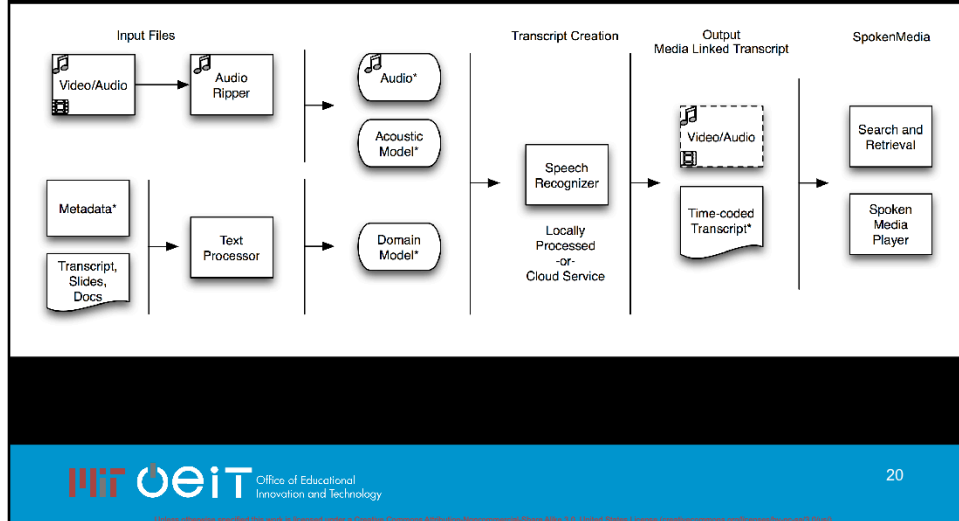 Input Files
Transcript Creation
Output
Media Linked Transcript
SpokenMedia
Video/Audio
Audio
Ripper
Audio*
Acoustic
Model*
Metadata*
Transcript,
Slides,
Docs
Text
Processor
Domain
Model*
Speech
Recognizer
Locally
Processed
-or-
Cloud Service
Video/Audio
Time-coded
Transcript*
Search and
Retrieval
Spoken
Media
Player
MIT OEIT
Office of Educational
Innovation and Technology
20